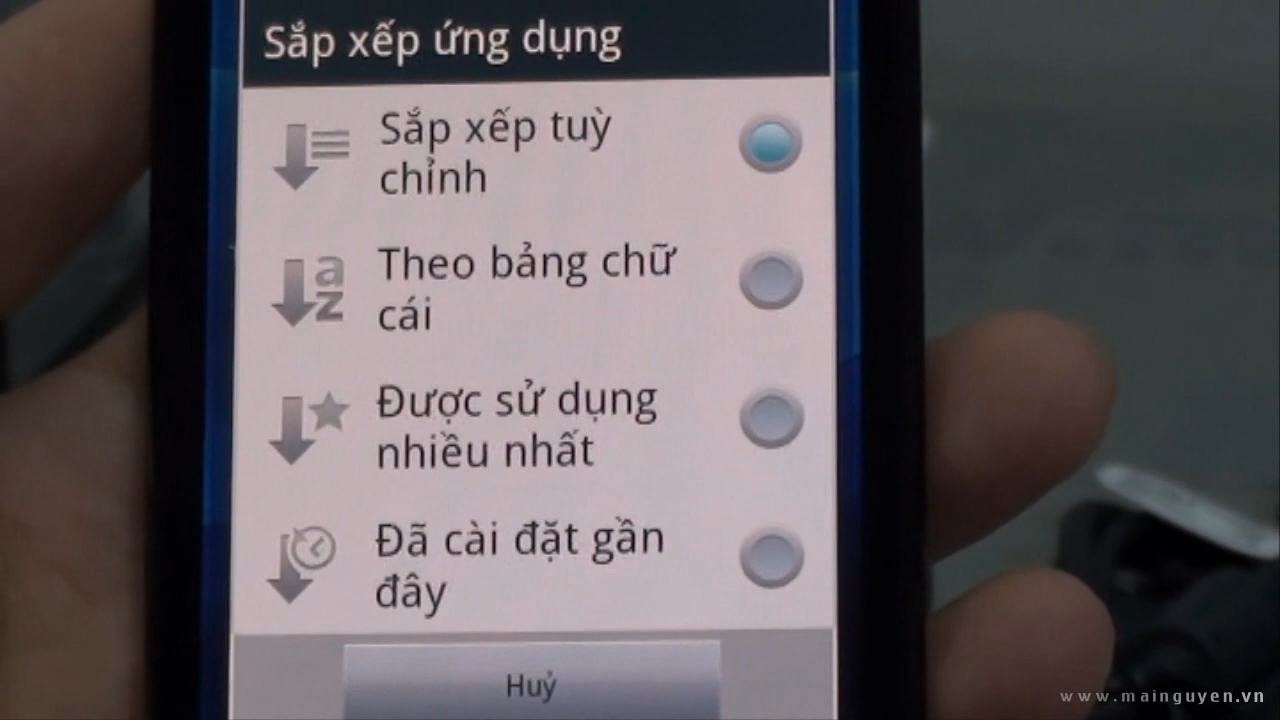 Sắp xếp ứng dụng
Sắp xếp tuỳ
chỉnh
a
z
Theo bảng chữ
cái
Được sử dụng
nhiều nhất
Đã cài đặt gần
đây
Huỷ
www.mainguyen.vn